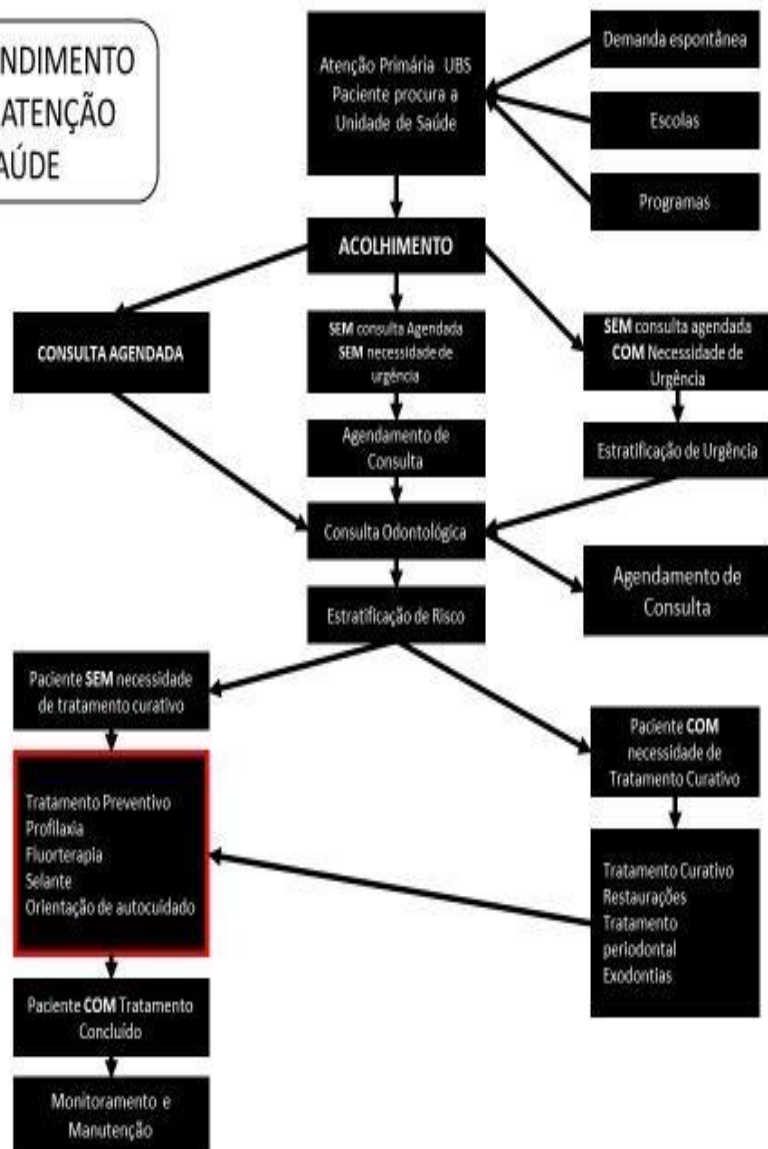 NDIMENTO
ATENÇÃO
AÚDE
Atenção Primária UBS
Paciente procura a
Unidade de Saúde
Demanda espontânea
Escolas
Programas
ACOLHIMENTO
CONSULTA AGENDADA
SEM consulta Agendada
SEM necessidade de
urgência
SEM consulta agendada
COM Necessidade de
Urgência
Agendamento de
Consulta
Estratificação de Urgência
Consulta Odontológica
Agendamento de
Consulta
Estratificação de Risco
Paciente SEM necessidade
de tratamento curativo
Paciente COM
necessidade de
Tratamento Curativo
Tratamento Preventivo
Profilaxia
Fluorterapia
Selante
Orientação de autocuidado
Tratamento Curativo
Restaurações
Tratamento
periodontal
Exodontias
Paciente COM Tratamento
Concluído
Monitoramento e
Manutenção